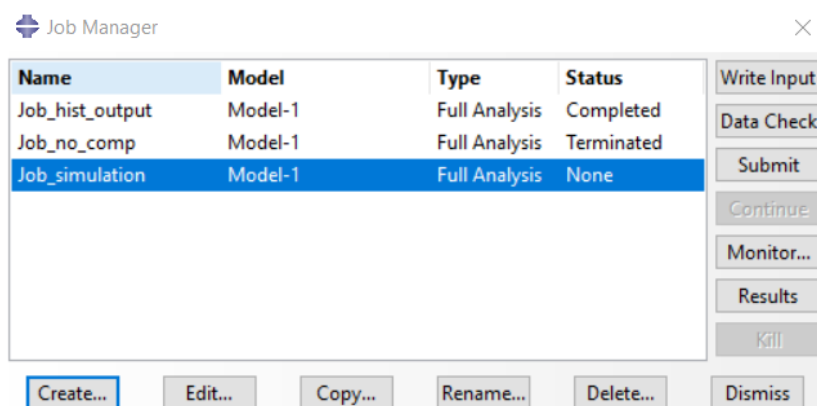 Job Manager
Name Model Type Status
Job_hist_output Model-1 Full Analysis Completed
Job_no_comp Model-1 Full Analysis Terminated
Job_simulation Model-1 Full Analysis None
Write Input
Data Check
Submit
Continue
Monitor...
Results
Kill
Create... Edit... Copy... Rename... Delete... Dismiss